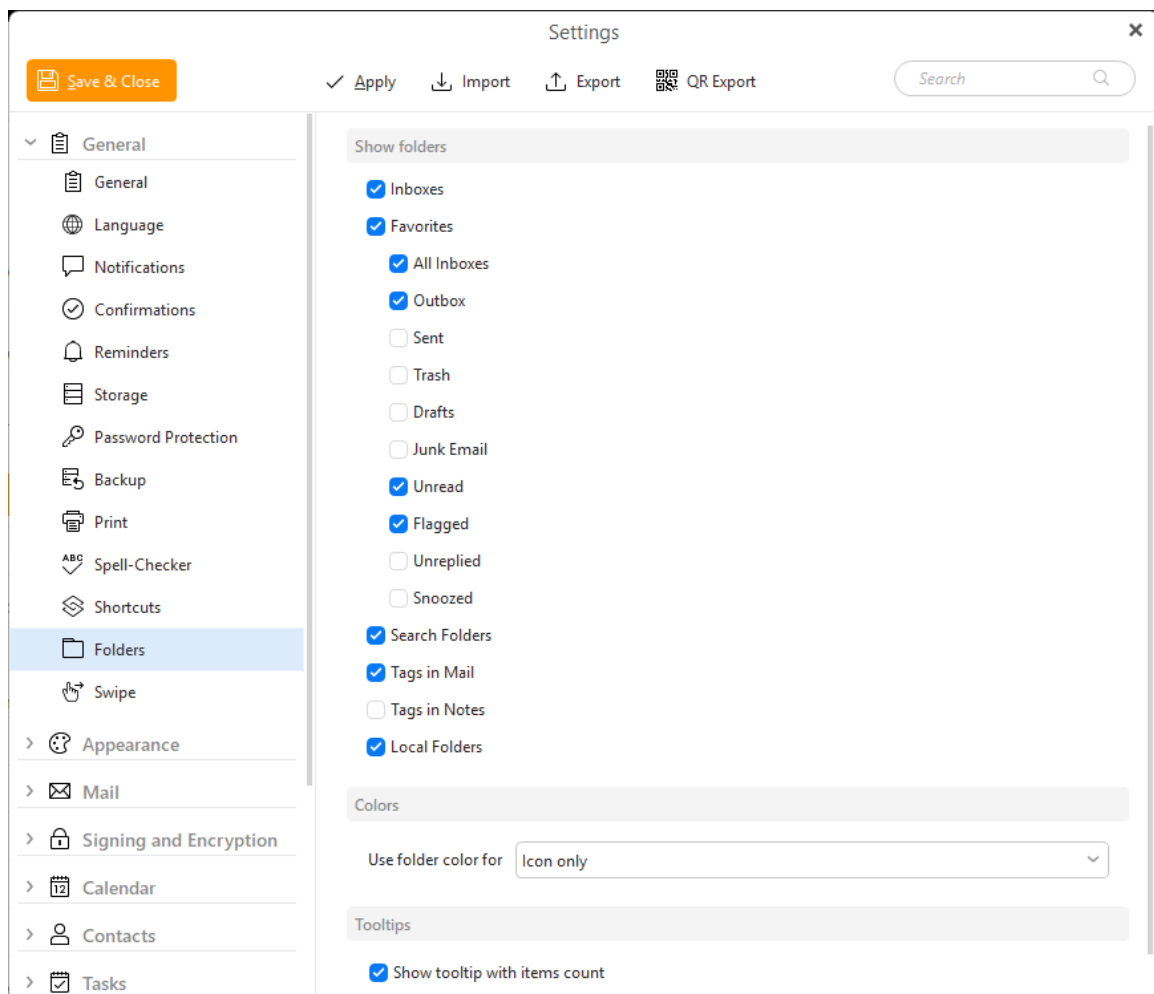 Settings
Save & Close
Apply
Import
Export
QR Export
Search
General
General
Language
Notifications
Confirmations
Reminders
Storage
Password Protection
Backup
Print
ABC
Spell-Checker
Shortcuts
Folders
Swipe
Appearance
Mail
Signing and Encryption
12
Calendar
Contacts
Tasks
Show folders
Inboxes
Favorites
All Inboxes
Outbox
Sent
Trash
Drafts
Junk Email
Unread
Flagged
Unreplied
Snoozed
Search Folders
Tags in Mail
Tags in Notes
Local Folders
Colors
Use folder color for Icon only
Tooltips
Show tooltip with items count